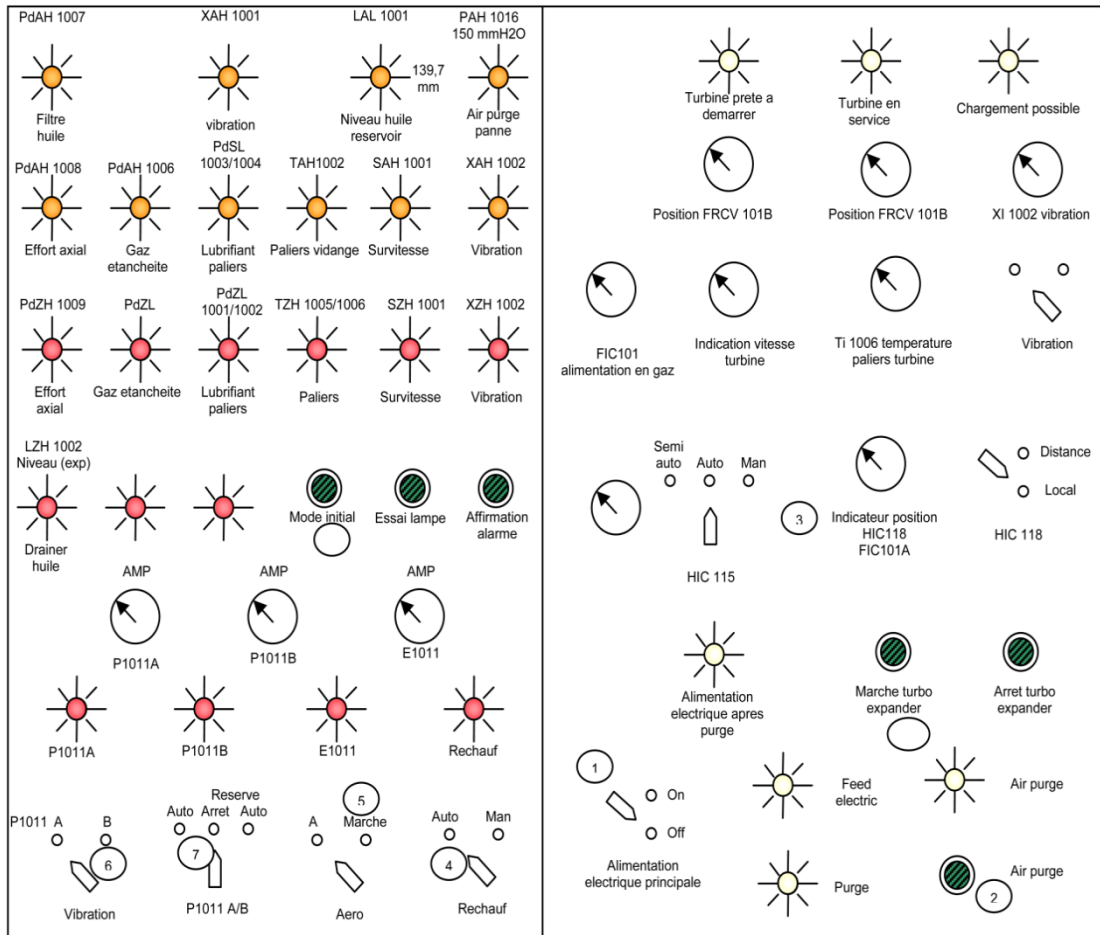 PdAH 1007
XAH 1001
LAL 1001
PAH 1016
150 mmH2O
139,7
mm
Filtre
huile
vibration
Niveau huile
reservoir
Air purge
panne
PdAH 1008
PdAH 1006
PdSL
1003/1004
TAH1002
SAH 1001
XAH 1002
Effort axial
Gaz
etancheite
Lubrifiant
paliers
Paliers vidange
Survitesse
Vibration
PdZH 1009
PdZL
PdZL
1001/1002
TZH 1005/1006
SZH 1001
XZH 1002
Effort
axial
Gaz etancheite
Lubrifiant
paliers
Paliers
Survitesse
Vibration
LZH 1002
Niveau (exp)
Drainer
huile
Mode initial
Essai lampe
Affirmation
alarme
AMP
AMP
AMP
P1011A
P1011B
E1011
P1011A
P1011B
E1011
Rechauf
P1011
A
B
6
Vibration
Auto
Arret
Reserve
Auto
7
P1011 A/B
5
A
Marche
Aero
Auto
Man
4
Rechauf
Turbine prete a
demarrer
Turbine en
service
Chargement possible
Position FRCV 101B
Position FRCV 101B
XI 1002 vibration
FIC101
alimentation en gaz
Indication vitesse
turbine
Ti 1006 temperature
paliers turbine
Vibration
Semi
auto
Auto
Man
HIC 115
3
Indicateur position
HIC118
FIC101A
Distance
Local
HIC 118
Alimentation
electrique apres
purge
Marche turbo
expander
Arret turbo
expander
1
On
Off
Alimentation
electrique principale
Feed
electric
Air purge
Purge
Air purge
2